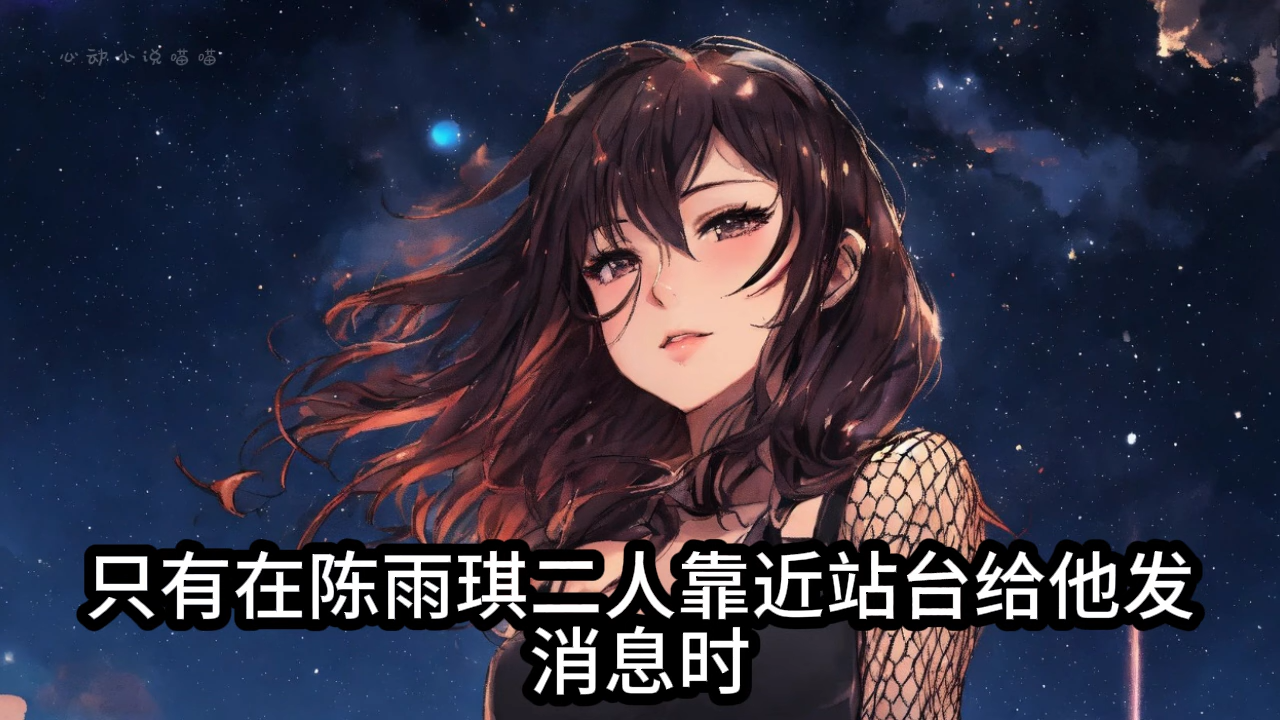 心动小说喵喵
只有在陈雨琪二人靠近站台给他发
消息时